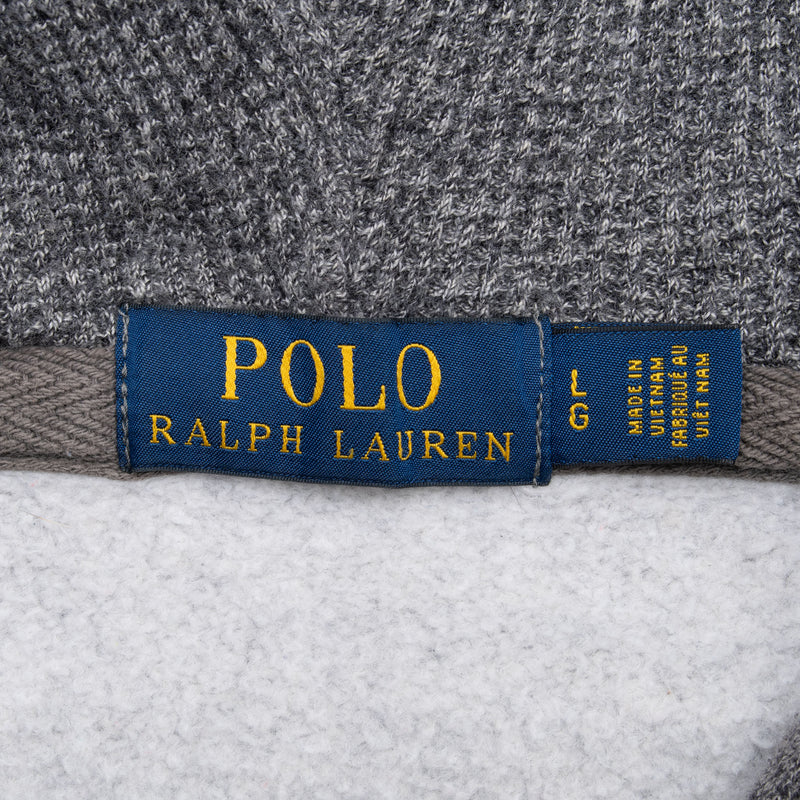 POLO
RALPH LAUREN
L
G
MADE IN
VIETNAM
FABRIQUÉ AU
VIÊT NAM